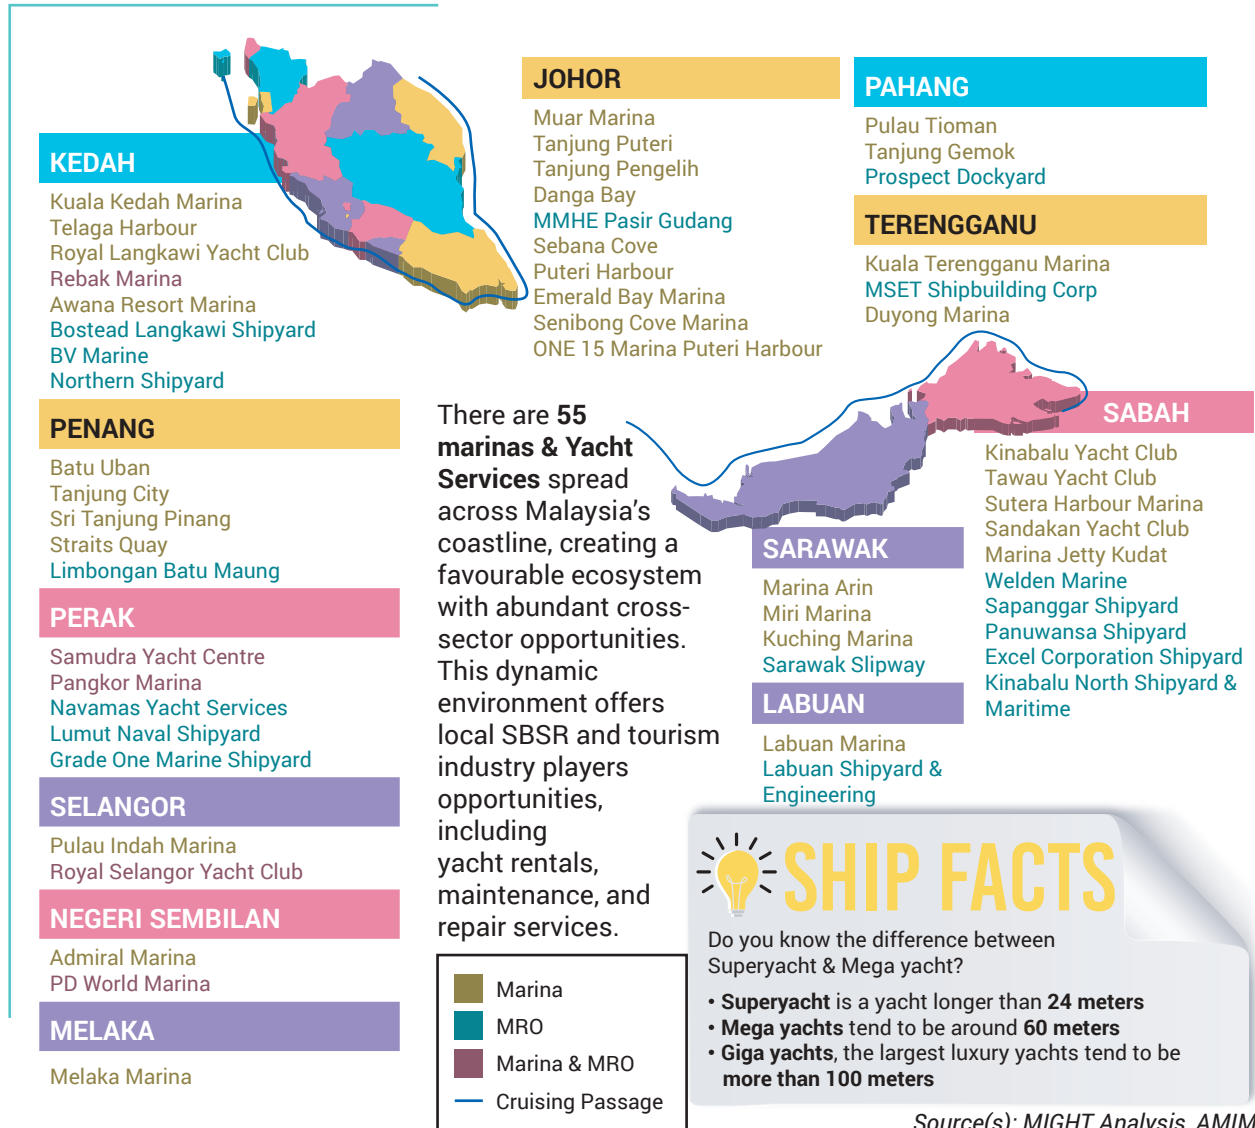 KEDAH
Kuala Kedah Marina
Telaga Harbour
Royal Langkawi Yacht Club
Rebak Marina
Awana Resort Marina
Bostead Langkawi Shipyard
BV Marine
Northern Shipyard
PENANG
Batu Uban
Tanjung City
Sri Tanjung Pinang
Straits Quay
Limbongan Batu Maung
PERAK
Samudra Yacht Centre
Pangkor Marina
Navamas Yacht Services
Lumut Naval Shipyard
Grade One Marine Shipyard
SELANGOR
Pulau Indah Marina
Royal Selangor Yacht Club
NEGERI SEMBILAN
Admiral Marina
PD World Marina
MELAKA
Melaka Marina
JOHOR
Muar Marina
Tanjung Puteri
Tanjung Pengelih
Danga Bay
MMHE Pasir Gudang
Sebana Cove
Puteri Harbour
Emerald Bay Marina
Senibong Cove Marina
ONE 15 Marina Puteri Harbour
PAHANG
Pulau Tioman
Tanjung Gemok
Prospect Dockyard
TERENGGANU
Kuala Terengganu Marina
MSET Shipbuilding Corp
Duyong Marina
There are 55
marinas & Yacht
Services spread
across Malaysia's
coastline, creating a
favourable ecosystem
with abundant cross-
sector opportunities.
This dynamic
environment offers
local SBSR and tourism
industry players
opportunities,
including
yacht rentals,
maintenance, and
repair services.
SABAH
Kinabalu Yacht Club
Tawau Yacht Club
Sutera Harbour Marina
Sandakan Yacht Club
Marina Jetty Kudat
Welden Marine
Sapanggar Shipyard
Panuwansa Shipyard
Excel Corporation Shipyard
Kinabalu North Shipyard &
Maritime
SARAWAK
Marina Arin
Miri Marina
Kuching Marina
Sarawak Slipway
LABUAN
Labuan Marina
Labuan Shipyard &
Engineering
Marina
MRO
Marina & MRO
Cruising Passage
SHIP FACTS
Do you know the difference between
Superyacht & Mega yacht?
• Superyacht is a yacht longer than 24 meters
• Mega yachts tend to be around 60 meters
• Giga yachts, the largest luxury yachts tend to be
more than 100 meters
Source(s): MIGHT Analysis, AMIM